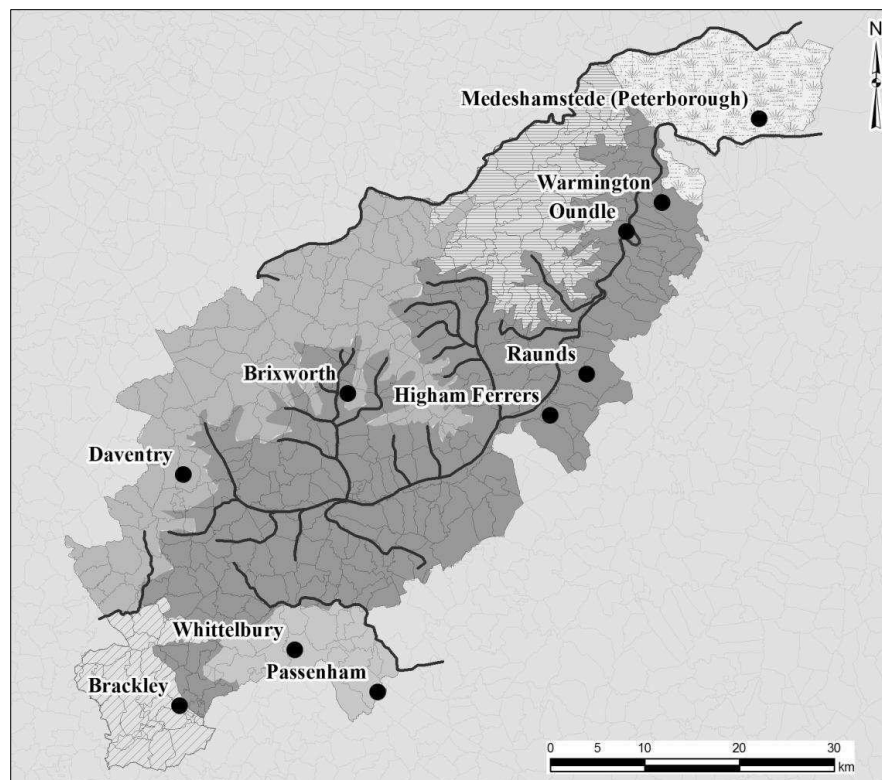 N
Medeshamstede (Peterborough)
Warmington
Oundle
Raunds
Brixworth
Higham Ferrers
Daventry
Whittelbury
Passenham
Brackley
0 5 10 20 30
km